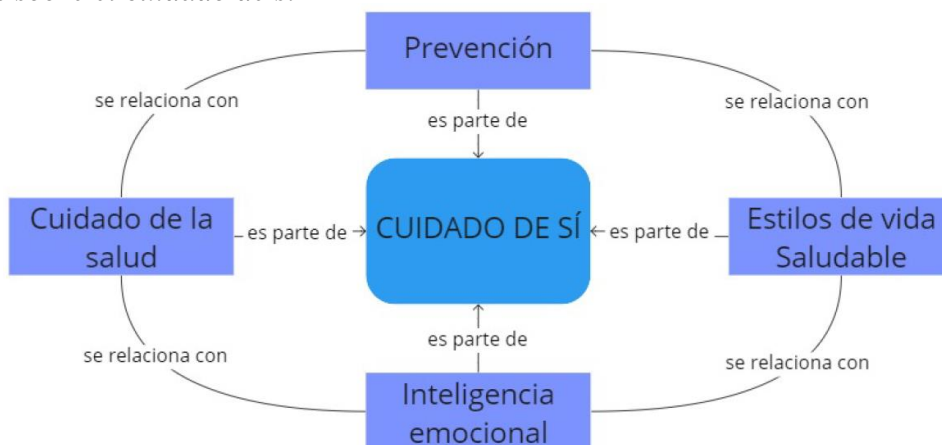 Prevención
se relaciona con
se relaciona con
es parte de
Cuidado de la
salud
es parte de
CUIDADO DE SÍ
es parte de
Estilos de vida
Saludable
es parte de
se relaciona con
se relaciona con
Inteligencia
emocional